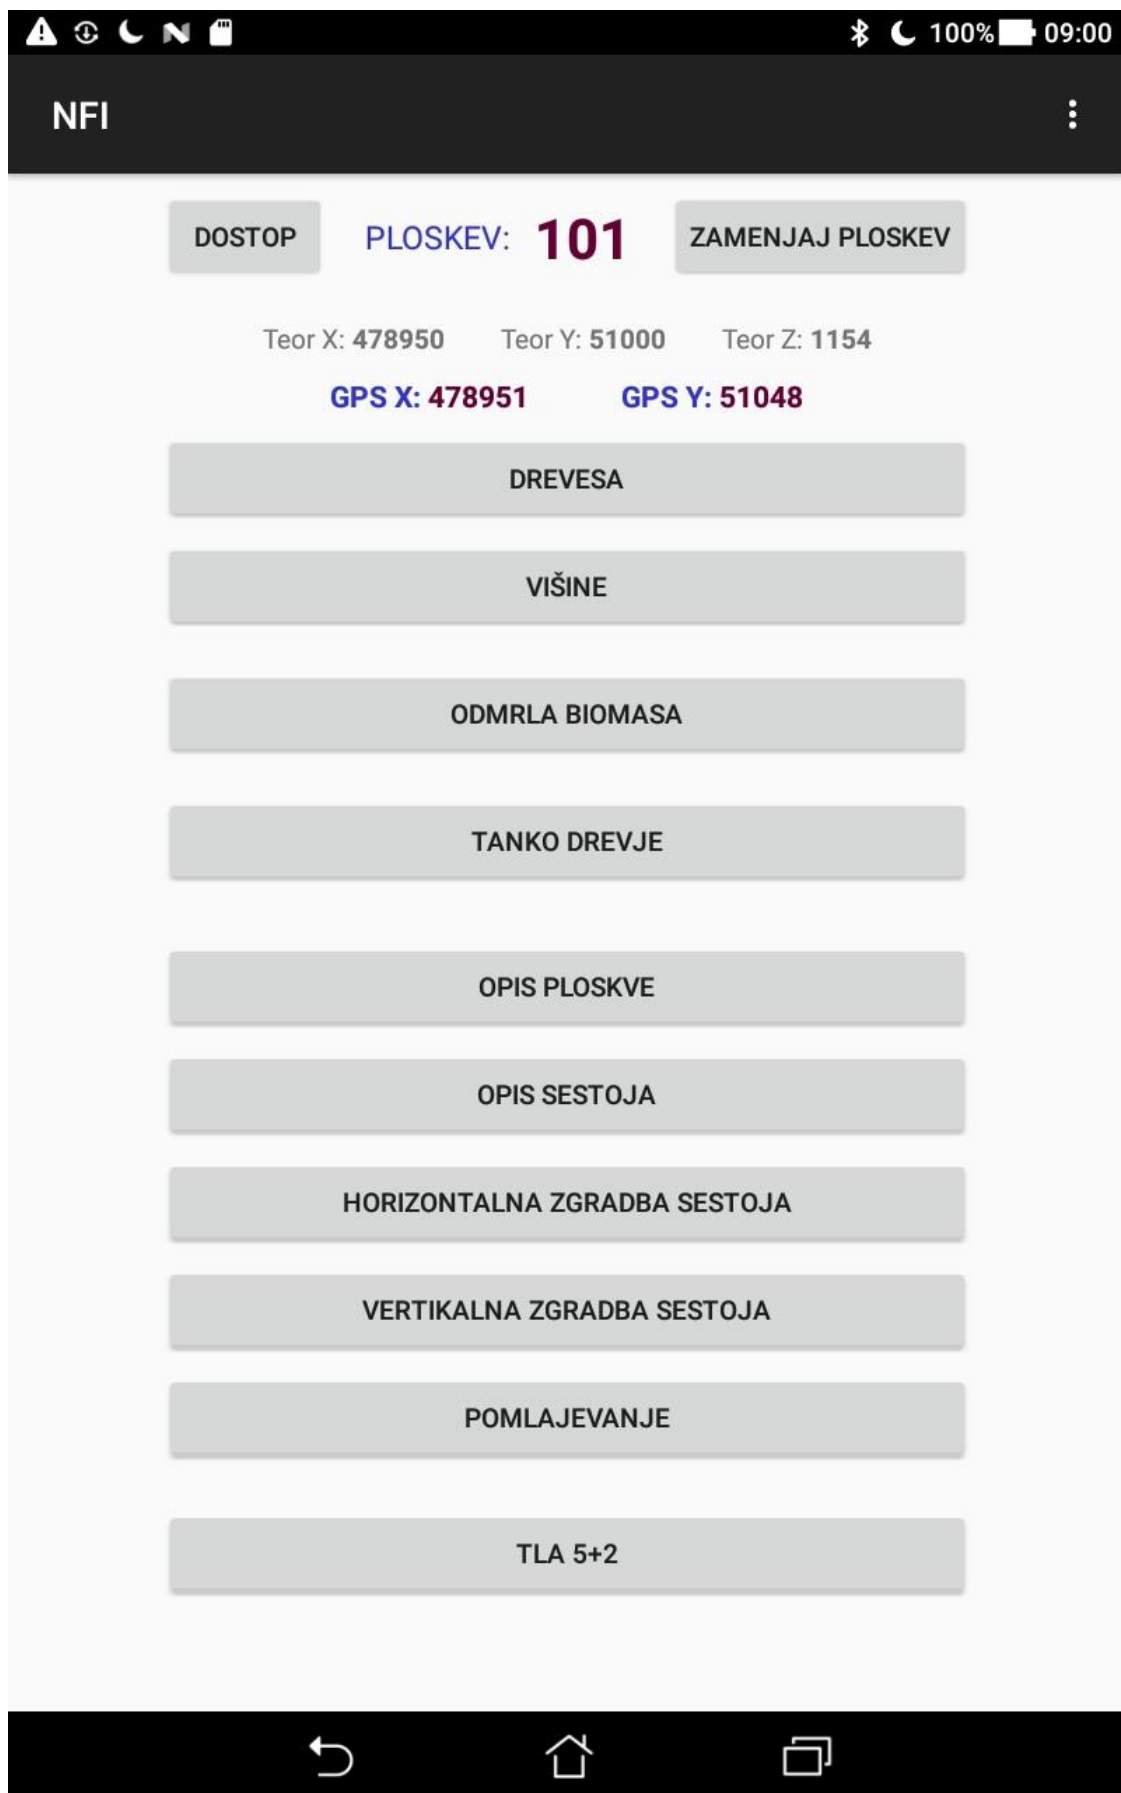 100% 09:00
NFI
DOSTOP PLOSKEV: 101 ZAMENJAJ PLOSKEV
Teor X: 478950 Teor Y: 51000 Teor Z: 1154
GPS X: 478951 GPS Y: 51048
DREVESA
VIŠINE
ODMRLA BIOMASA
TANKO DREVJE
OPIS PLOSKVE
OPIS SESTOJA
HORIZONTALNA ZGRADBA SESTOJA
VERTIKALNA ZGRADBA SESTOJA
POMLAJEVANJE
TLA 5+2